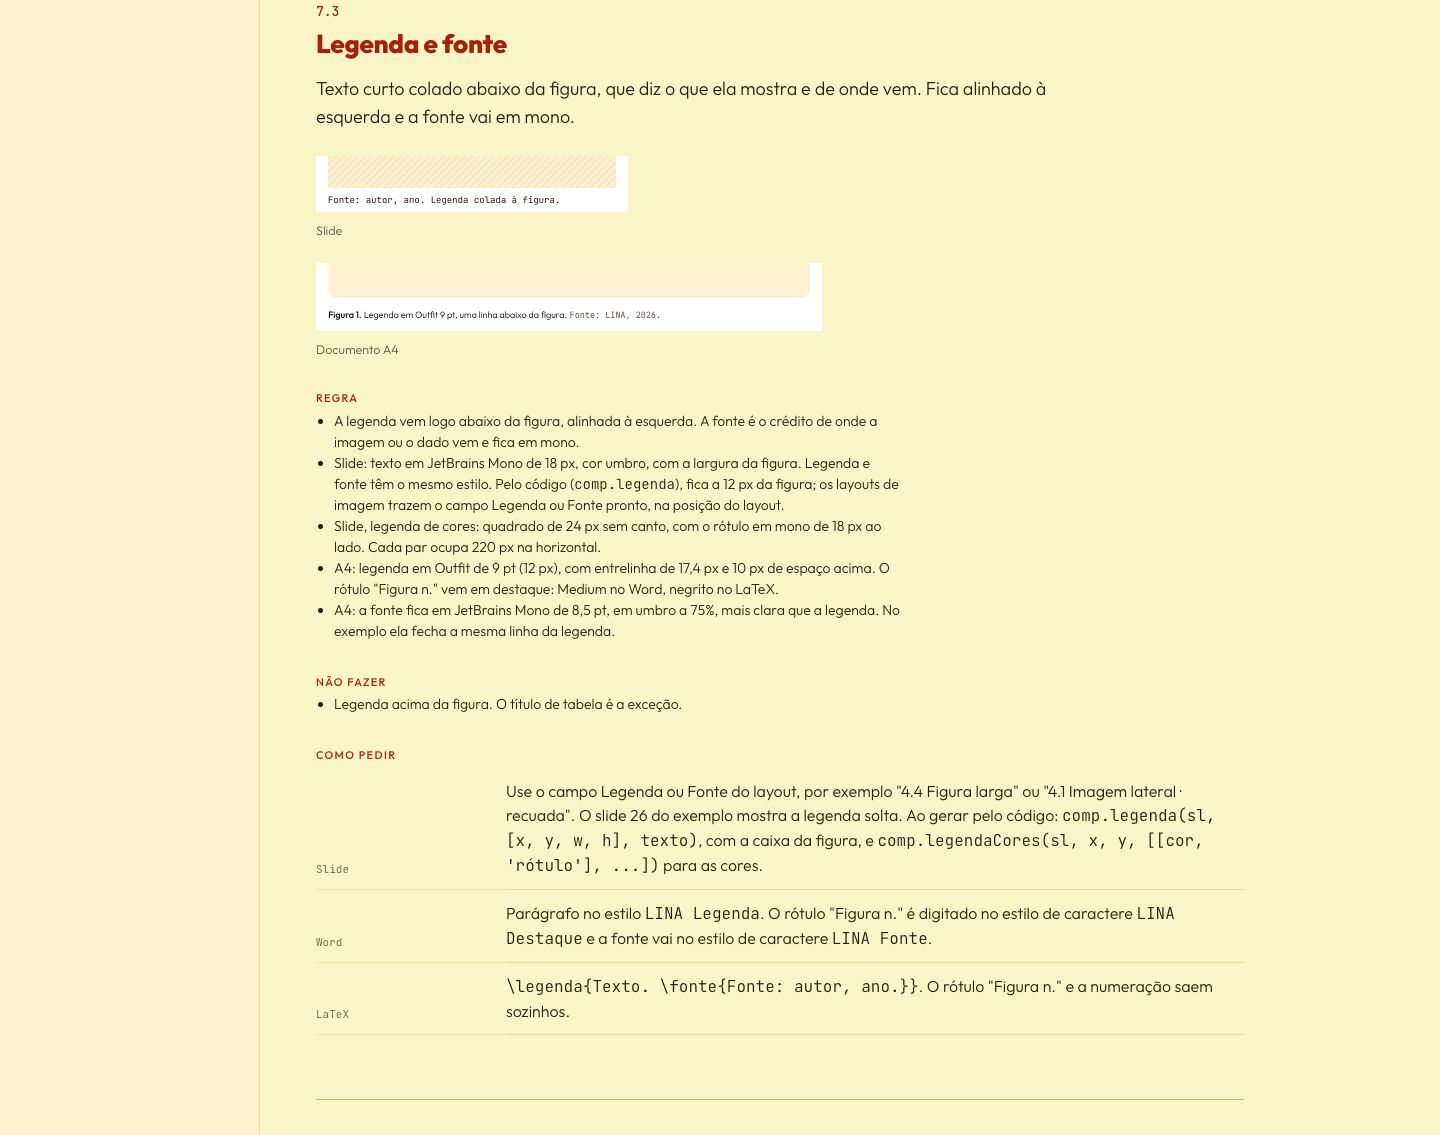 7.3
Legenda e fonte
Texto curto colado abaixo da figura, que diz o que ela mostra e de onde vem. Fica alinhado à
esquerda e a fonte vai em mono.
Fonte: autor, ano. Legenda colada à figura.
Slide
Figura 1. Legenda em Outfit 9 pt, uma linha abaixo da figura. Fonte: LINA, 2026.
Documento A4
REGRA
• A legenda vem logo abaixo da figura, alinhada à esquerda. A fonte é o crédito de onde a
imagem ou o dado vem e fica em mono.
• Slide: texto em JetBrains Mono de 18 px, cor umbro, com a largura da figura. Legenda e
fonte têm o mesmo estilo. Pelo código (comp.legenda), fica a 12 px da figura; os layouts de
imagem trazem o campo Legenda ou Fonte pronto, na posição do layout.
• Slide, legenda de cores: quadrado de 24 px sem canto, com o rótulo em mono de 18 px ao
lado. Cada par ocupa 220 px na horizontal.
• A4: legenda em Outfit de 9 pt (12 px), com entrelinha de 17,4 px e 10 px de espaço acima. O
rótulo "Figura n." vem em destaque: Medium no Word, negrito no LaTeX.
• A4: a fonte fica em JetBrains Mono de 8,5 pt, em umbro a 75%, mais clara que a legenda. No
exemplo ela fecha a mesma linha da legenda.
NÃO FAZER
• Legenda acima da figura. O título de tabela é a exceção.
COMO PEDIR
Use o campo Legenda ou Fonte do layout, por exemplo "4.4 Figura larga" ou "4.1 Imagem lateral ·
recuada". O slide 26 do exemplo mostra a legenda solta. Ao gerar pelo código: comp.legenda(sl,
[x, y, w, h], texto), com a caixa da figura, e comp.legendaCores(sl, x, y, [[cor,
'rótulo'], ...]) para as cores.
Slide
Parágrafo no estilo LINA Legenda. O rótulo "Figura n." é digitado no estilo de caractere LINA
Destaque e a fonte vai no estilo de caractere LINA Fonte.
Word
\legenda{Texto. \fonte{Fonte: autor, ano.}}. O rótulo "Figura n." e a numeração saem
sozinhos.
LaTeX